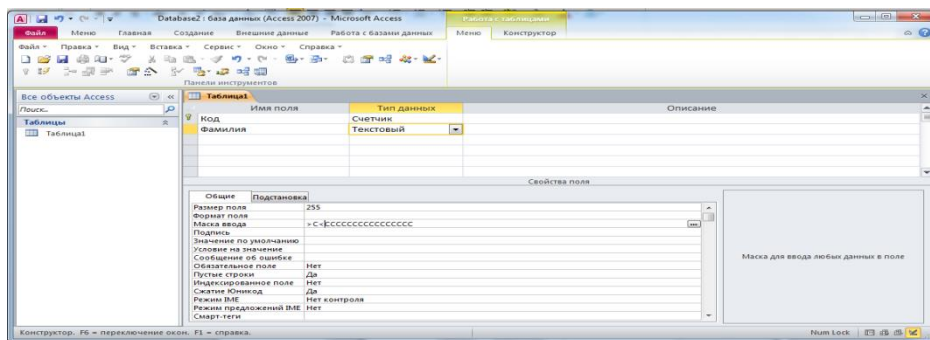 Database2 : база данных (Access 2007) - Microsoft Access
Работа с таблицами
Файл Меню Главная Создание Внешние данные Работа с базами данных Меню Конструктор
Файл Правка Вид Вставка Сервис Окно Справка
Панели инструментов
Все объекты Access
Таблица1
Поиск...
Имя поля Тип данных Описание
Таблицы
Код Счетчик
Таблица1
Фамилия Текстовый
Свойства поля
Общие Подстановка
Размер поля 255
Формат поля
Маска ввода >C<CCCCCCCCCCCCCCC
Подпись
Значение по умолчанию
Условие на значение
Сообщение об ошибке
Маска для ввода любых данных в поле
Обязательное поле Нет
Пустые строки Да
Индексированное поле Нет
Сжатие Юникод Да
Режим IME Нет контроля
Режим предложений IME Нет
Смарт-теги
Конструктор. F6 = переключение окон. F1 = справка.
Num Lock